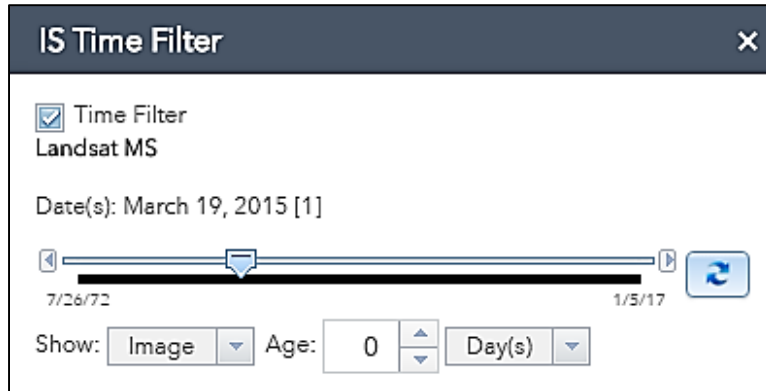 IS Time Filter
Time Filter
Landsat MS
Date(s): March 19, 2015 [1]
7/26/72 1/5/17
Show: Image Age: 0 Day(s)